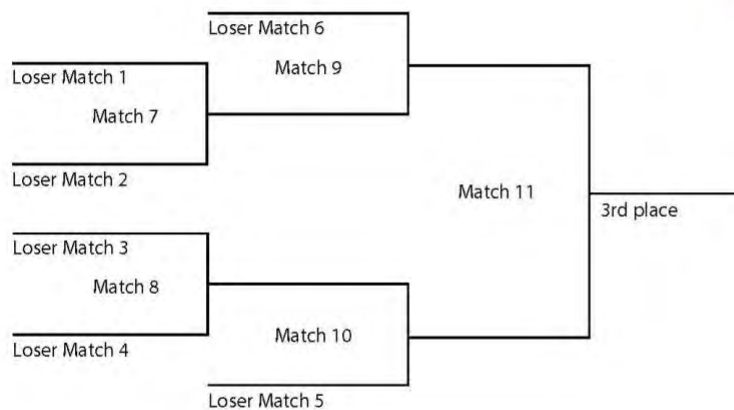 Loser Match 6
Match 9
Loser Match 1
Match 7
Loser Match 2
Match 11
3rd place
Loser Match 3
Match 8
Match 10
Loser Match 4
Loser Match 5